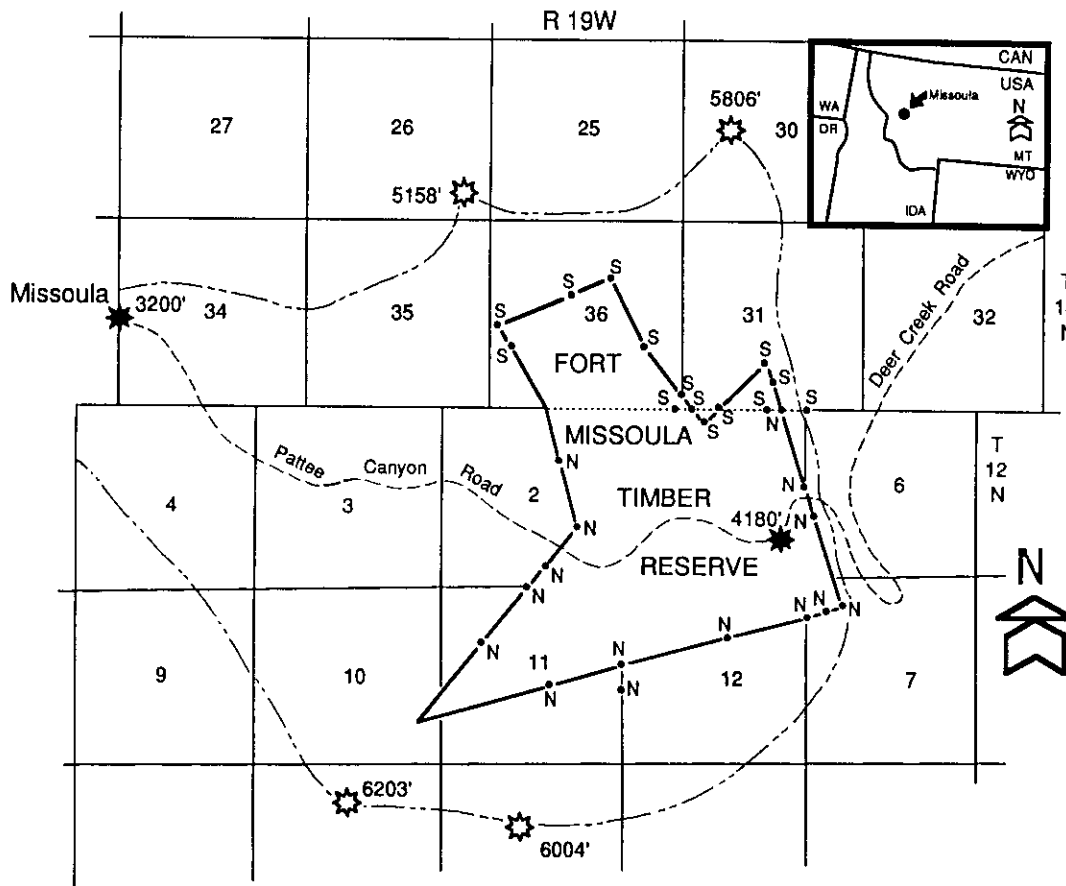 R 19W
CAN
USA
Missoula
N
WA
DR
MT
WYO
IDA
5806'
27
26
25
30
5158'
Missoula
3200'
34
35
36
31
32
Deer Creek Road
T
1
N
S
S
S
S
S
S
FORT
S
S
S
S
S
S
S
S
S
N
MISSOULA
T
12
N
Pattee Canyon Road
4
3
2
6
N
N
N
N
TIMBER
4180'
N
N
RESERVE
N
N
N
N
N
N
N
N
N
9
10
11
12
7
6203'
6004'